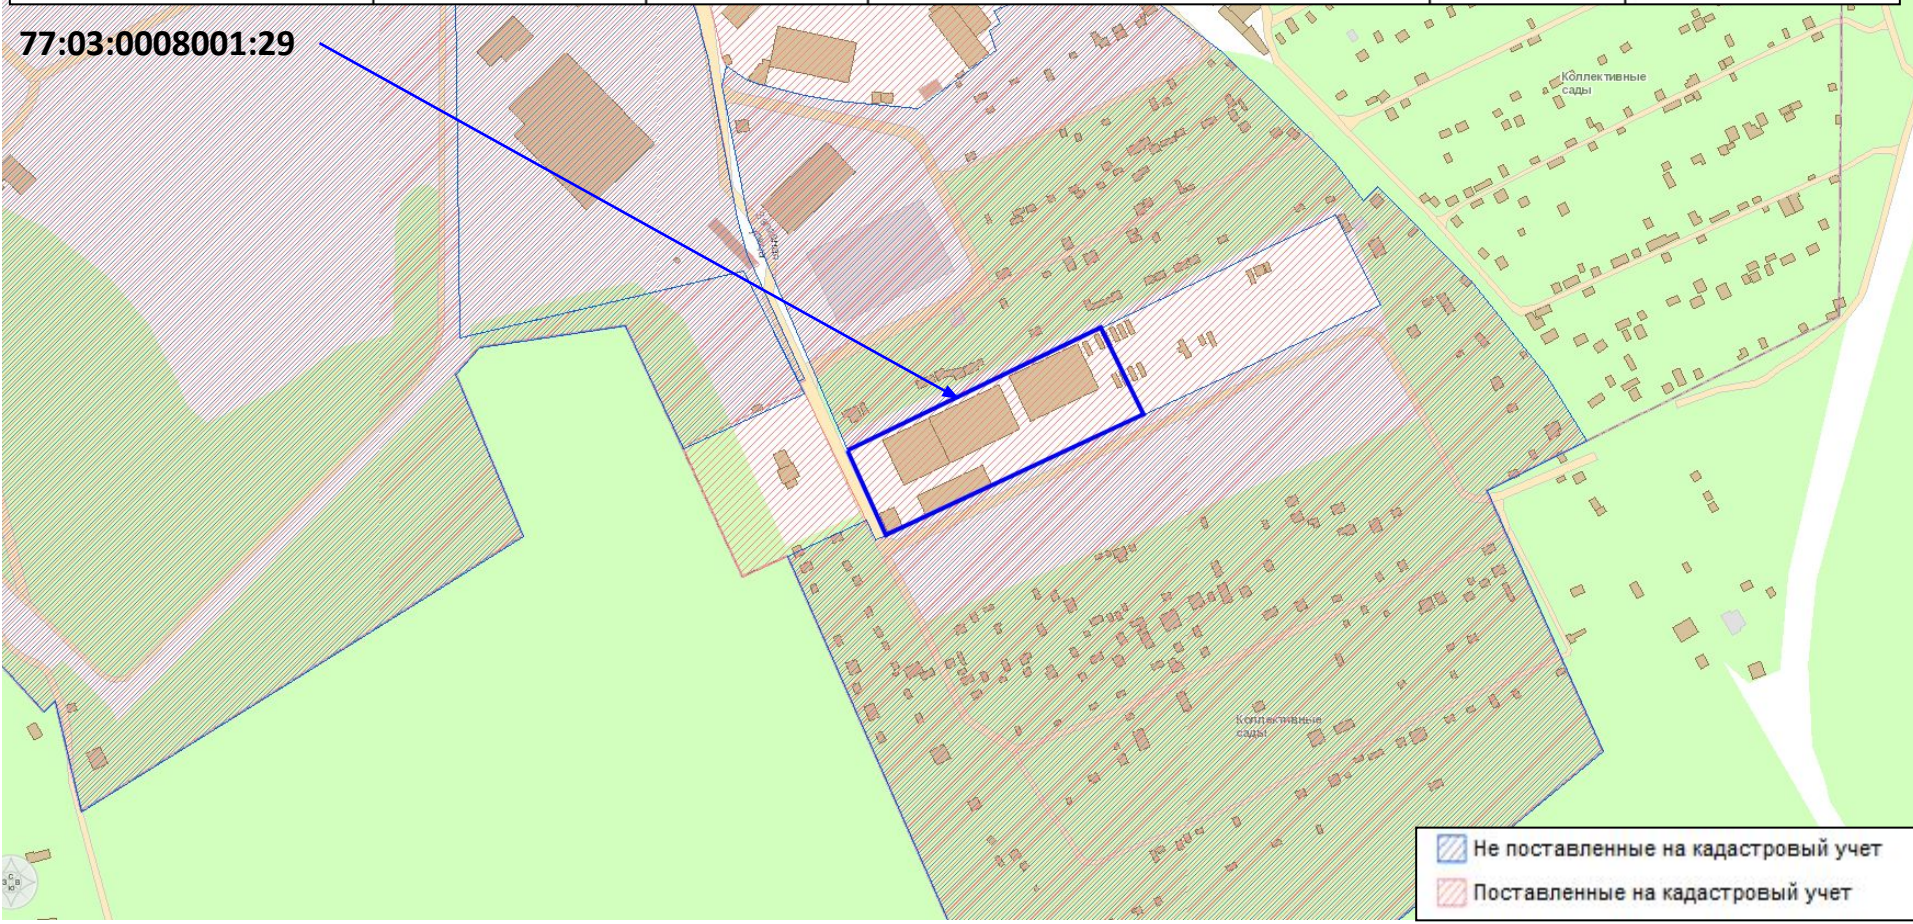 77:03:0008001:29
Коллективные
сады
Коллективные
сады
Не поставленные на кадастровый учет
Поставленные на кадастровый учет